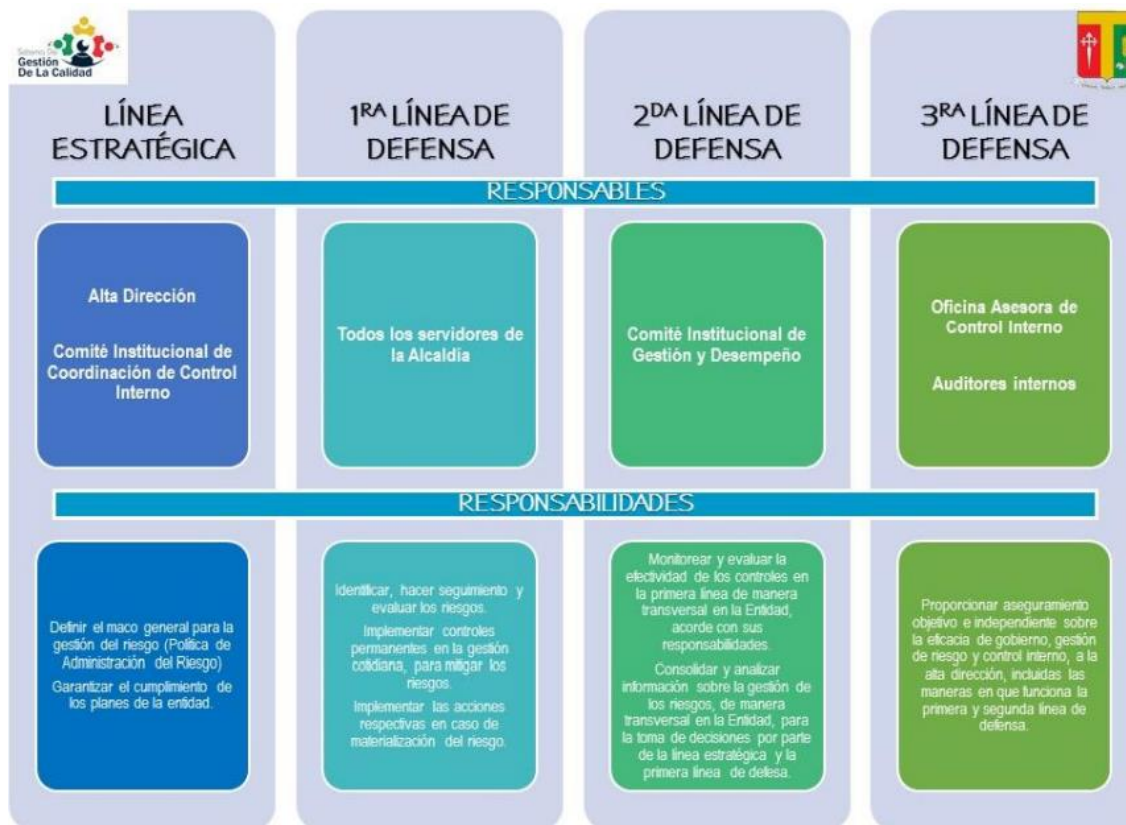 Sistema De
Gestión
De La Calidad
LÍNEA
ESTRATÉGICA
1RA LÍNEA DE
DEFENSA
2DA LÍNEA DE
DEFENSA
3RA LÍNEA DE
DEFENSA
RESPONSABLES
Alta Dirección
Comité Institucional de
Coordinación de Control
Interno
Todos los servidores de
la Alcaldía
Comité Institucional de
Gestión y Desempeño
Oficina Asesora de
Control Interno
Auditores internos
RESPONSABILIDADES
Definir el maco general para la
gestión del riesgo (Política de
Administración del Riesgo)
Garantizar el cumplimiento de
los planes de la entidad.
Identificar, hacer seguimiento y
evaluar los riesgos.
Implementar controles
permanentes en la gestión
cotidiana, para mitigar los
riesgos.
Implementar las acciones
respectivas en caso de
materialización del riesgo.
Monitorear y evaluar la
efectividad de los controles en
la primera línea de manera
transversal en la Entidad,
acorde con sus
responsabilidades.
Consolidar y analizar
información sobre la gestión de
los riesgos, de manera
transversal en la Entidad, para
la toma de decisiones por parte
de la línea estratégica y la
primera línea de defesa.
Proporcionar aseguramiento
objetivo e independiente sobre
la eficacia de gobierno, gestión
de riesgo y control interno, a la
alta dirección, incluidas las
maneras en que funciona la
primera y segunda línea de
defensa.